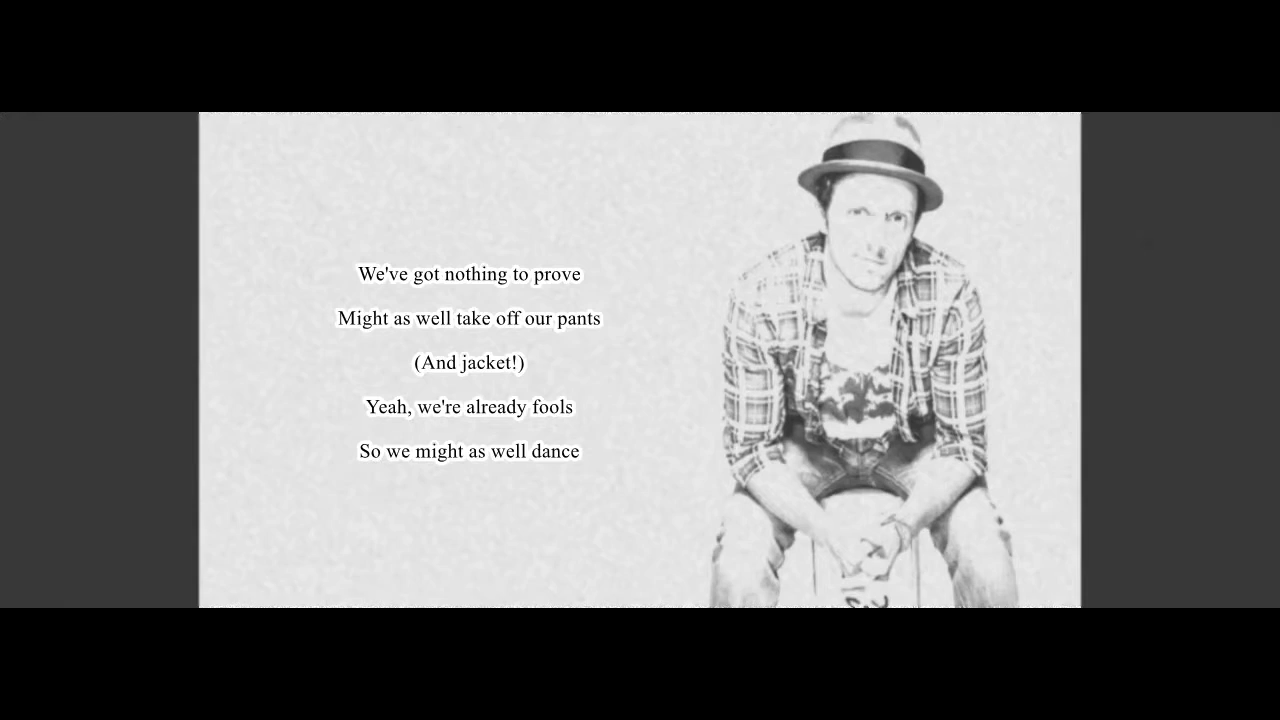 We've got nothing to prove
Might as well take off our pants
(And jacket!)
Yeah, we're already fools
So we might as well dance